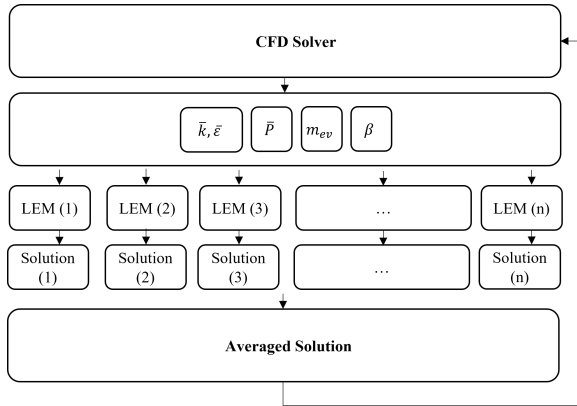 CFD Solver
k̄, ε̄ P̄ m_ev β
LEM (1) LEM (2) LEM (3) … LEM (n)
Solution Solution Solution … Solution
(1) (2) (3) (n)
Averaged Solution